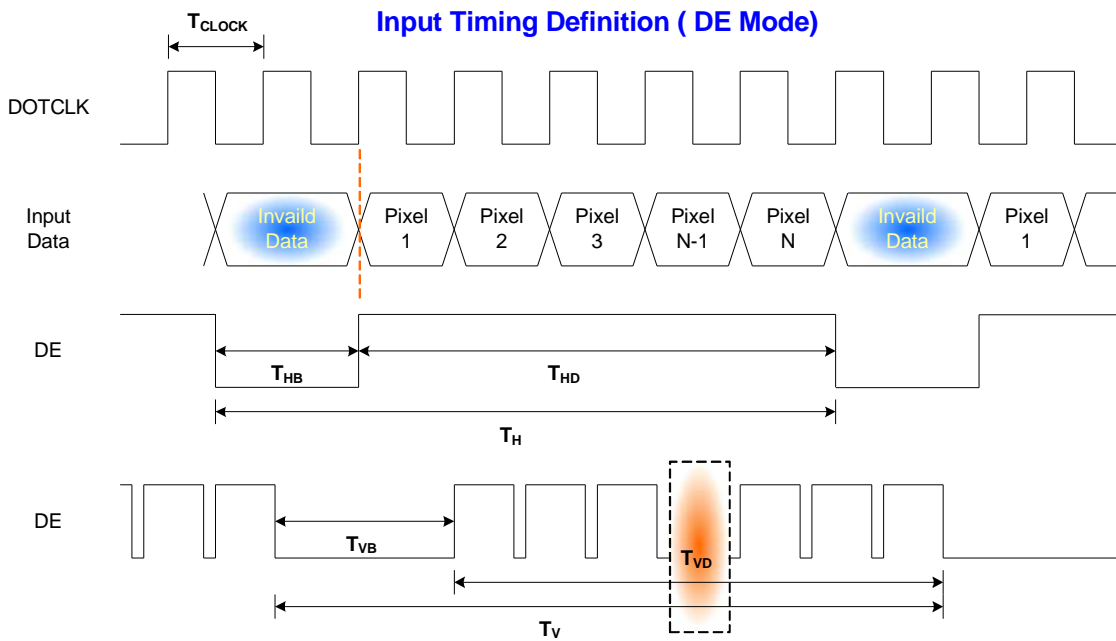 Input Timing Definition ( DE Mode)
TCLOCK
DOTCLK
Input
Data
Invaild
Data
Pixel
1
Pixel
2
Pixel
3
Pixel
N-1
Pixel
N
Invaild
Data
Pixel
1
DE
THB
THD
TH
DE
TVB
TVD
TV